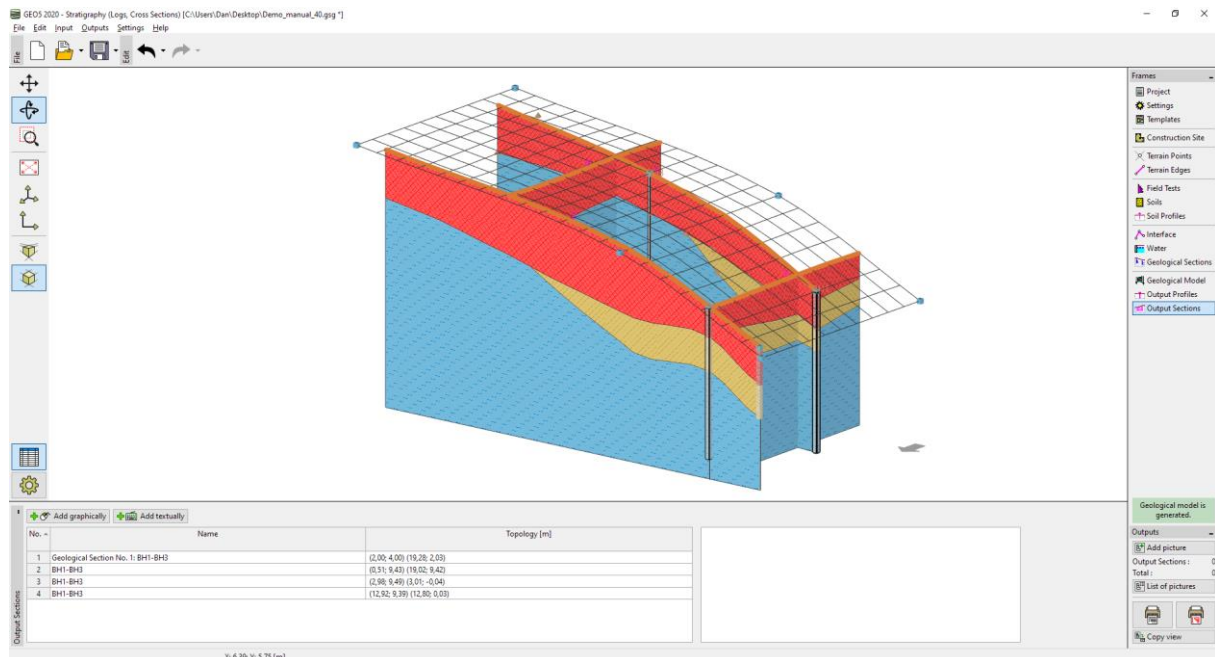 GEO5 2020 - Stratigraphy (Logs, Cross Sections) [C:\Users\Dan\Desktop\Demo_manual_40.gsg *]
File Edit Input Outputs Settings Help
File
Edit
Frames
Project
Settings
Templates
Construction Site
Terrain Points
Terrain Edges
Field Tests
Soils
Soil Profiles
Interface
Water
Geological Sections
Geological Model
Output Profiles
Output Sections
Geological model is
generated.
Outputs
Add picture
Output Sections : 0
Total : 0
List of pictures
Copy view
Add graphically Add textually
No. Name Topology [m]
1 Geological Section No. 1: BH1-BH3 (2,00; 4,00) (19,28; 2,03)
2 BH1-BH3 (0,51; 9,43) (19,02; 9,42)
3 BH1-BH3 (2,98; 9,49) (3,01; -0,04)
4 BH1-BH3 (12,92; 9,39) (12,80; 0,03)
Output Sections